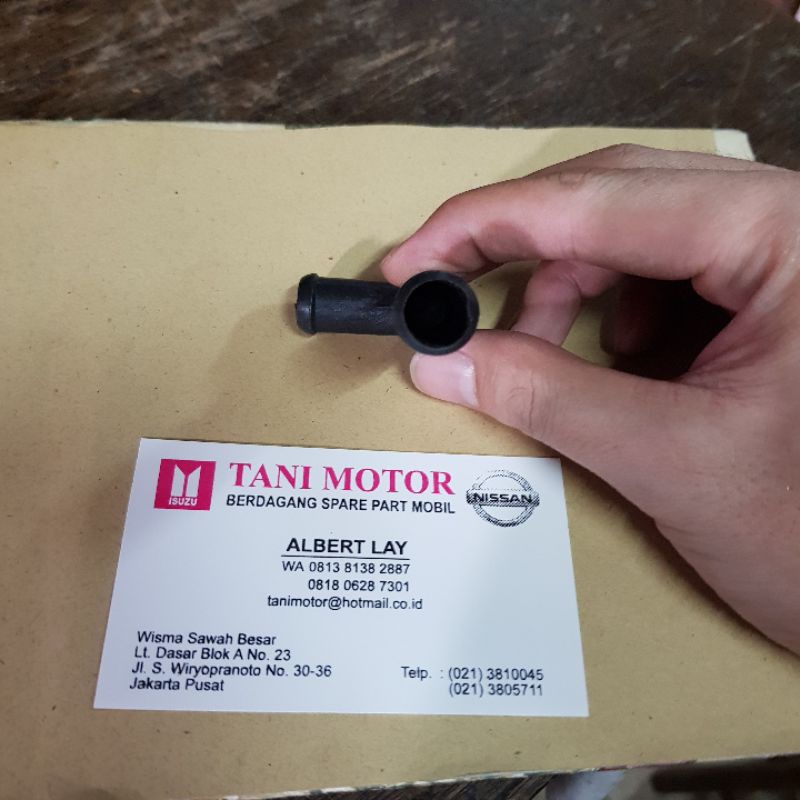 ISUZU
TANI MOTOR
BERDAGANG SPARE PART MOBIL
NISSAN
ALBERT LAY
WA 0813 8138 2887
0818 0628 7301
tanimotor@hotmail.co.id
Wisma Sawah Besar
Lt. Dasar Blok A No. 23
Jl. S. Wiryopranoto No. 30-36
Jakarta Pusat
Telp. : (021) 3810045
(021) 3805711